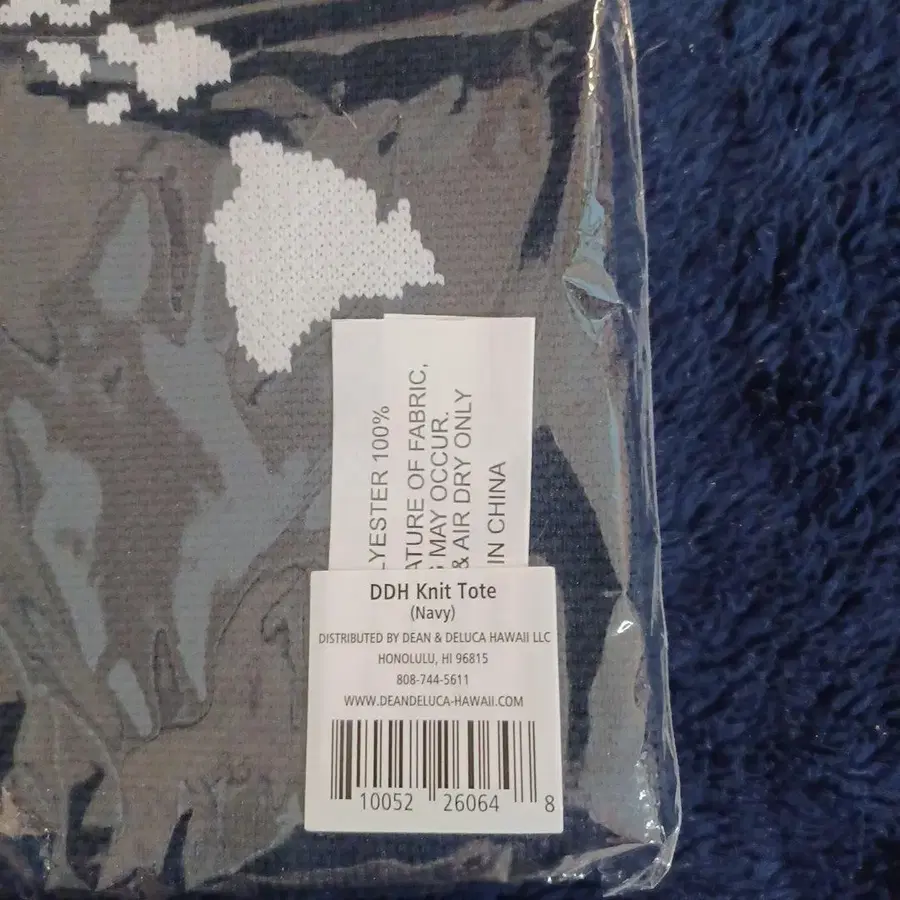 LYESTER 100%
ATURE OF FABRIC,
MAY OCCUR.
& AIR DRY ONLY
IN CHINA
DDH Knit Tote
(Navy)
DISTRIBUTED BY DEAN & DELUCA HAWAII LLC
HONOLULU, HI 96815
808-744-5611
WWW.DEANDELUCA-HAWAII.COM
10052 26064 8